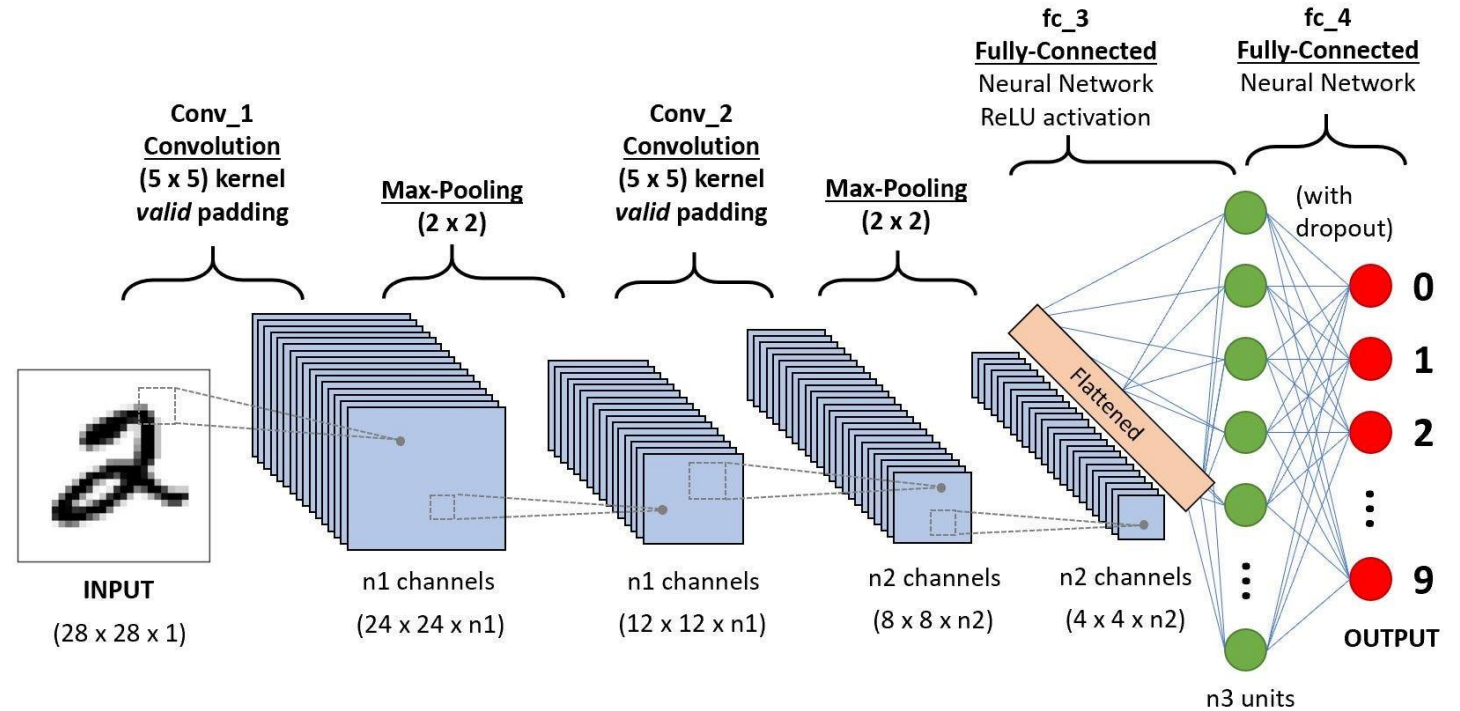 Conv_1
Convolution
(5 x 5) kernel
valid padding
Max-Pooling
(2 x 2)
Conv_2
Convolution
(5 x 5) kernel
valid padding
Max-Pooling
(2 x 2)
fc_3
Fully-Connected
Neural Network
ReLU activation
fc_4
Fully-Connected
Neural Network
(with
dropout)
Flattened
0
1
2
9
OUTPUT
INPUT
(28 x 28 x 1)
n1 channels
(24 x 24 x n1)
n1 channels
(12 x 12 x n1)
n2 channels
(8 x 8 x n2)
n2 channels
(4 x 4 x n2)
n3 units
2